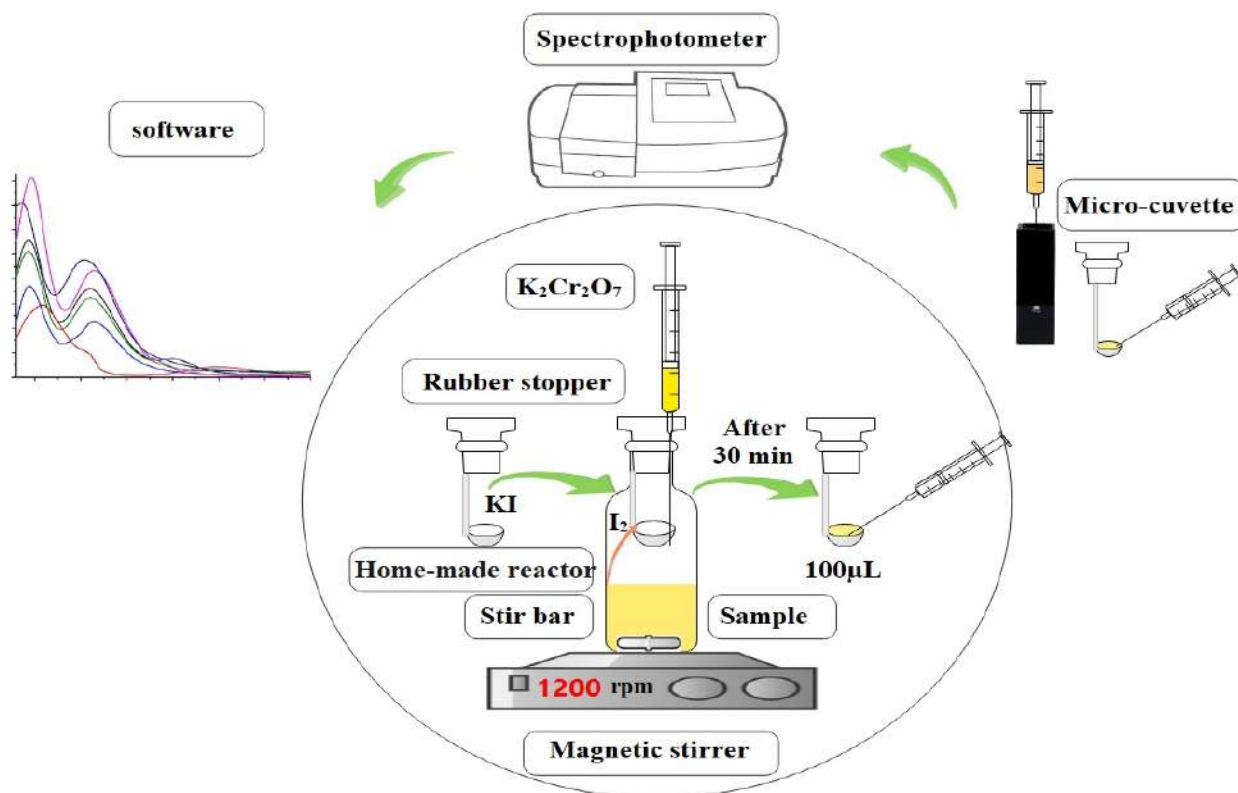 Spectrophotometer
software
Micro-cuvette
K₂Cr₂O₇
Rubber stopper
After
30 min
KI
I₂
Home-made reactor
100μL
Stir bar
Sample
1200 rpm
Magnetic stirrer